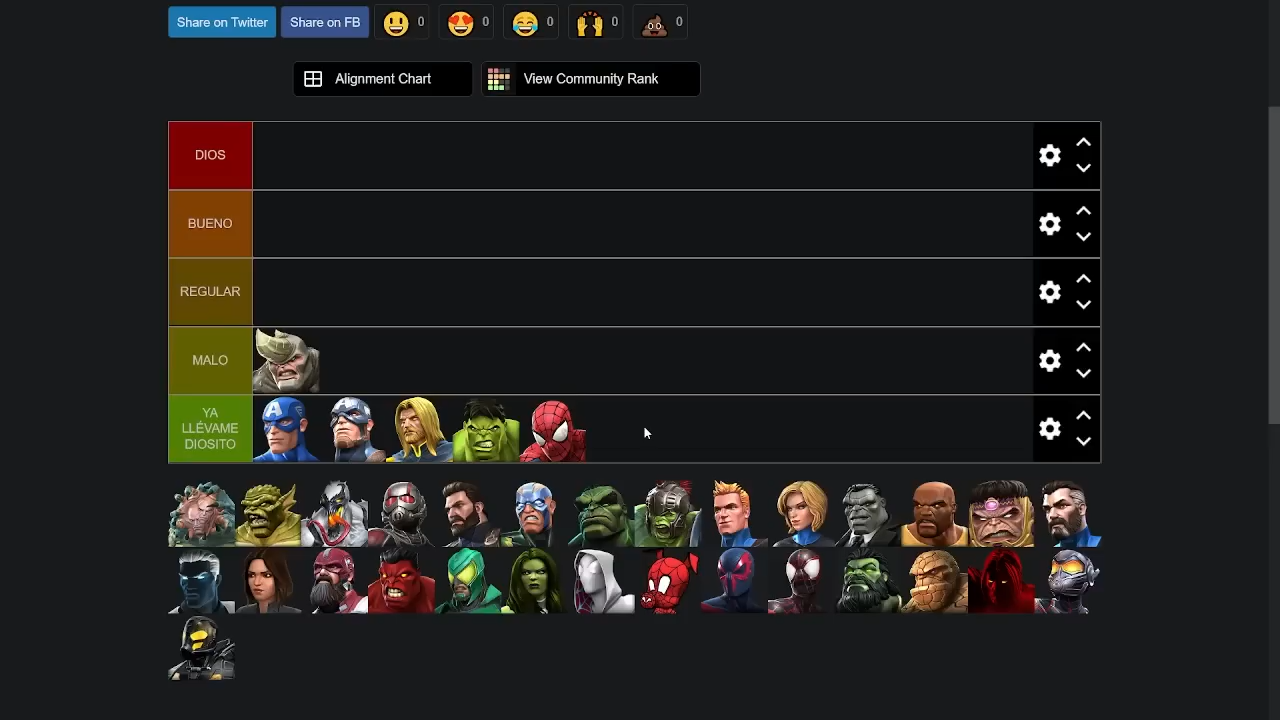 Share on Twitter
Share on FB
0
0
0
0
0
Alignment Chart
View Community Rank
DIOS
BUENO
REGULAR
MALO
YA
LLÉVAME
DIOSITO